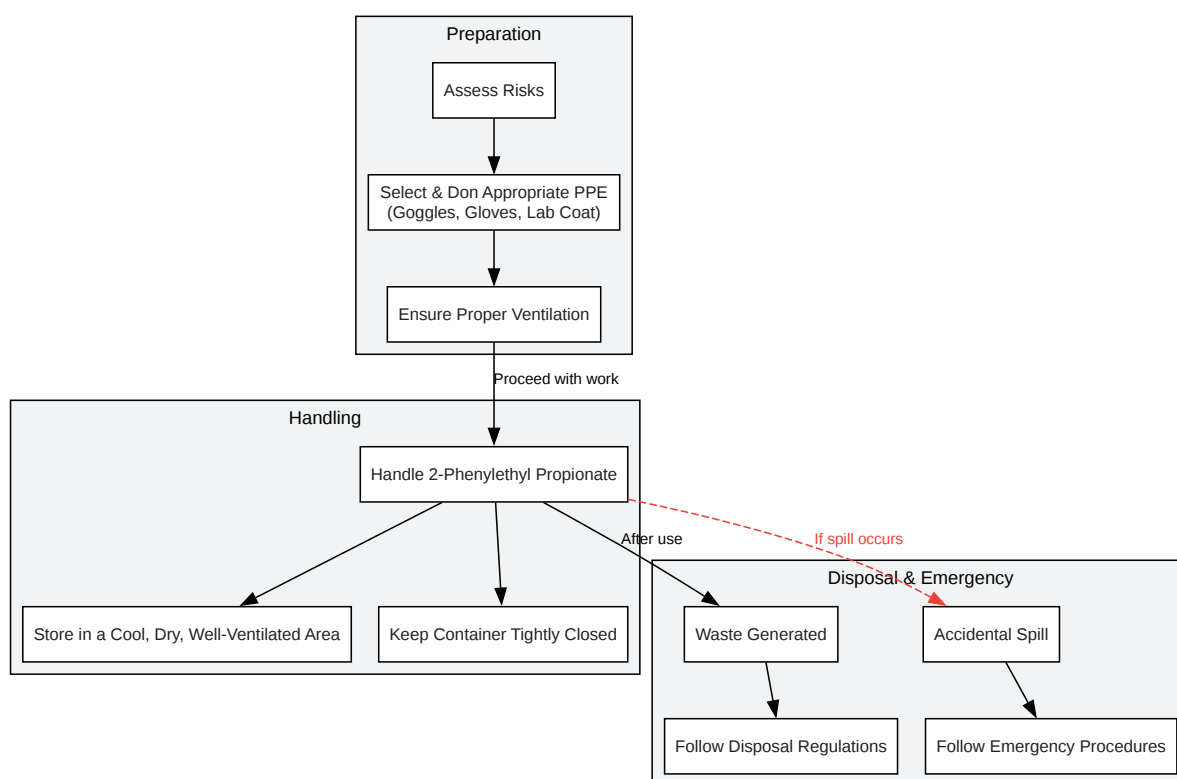 Preparation
Assess Risks
Select & Don Appropriate PPE
(Goggles, Gloves, Lab Coat)
Ensure Proper Ventilation
Proceed with work
Handling
Handle 2-Phenylethyl Propionate
After use
If spill occurs
Disposal & Emergency
Store in a Cool, Dry, Well-Ventilated Area
Keep Container Tightly Closed
Waste Generated
Accidental Spill
Follow Disposal Regulations
Follow Emergency Procedures